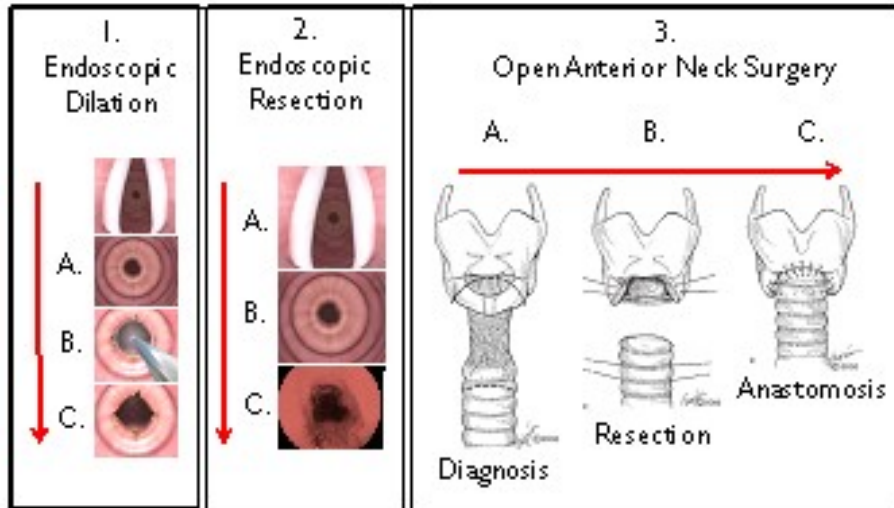 1.
Endoscopic
Dilation
A.
B.
C.
2.
Endoscopic
Resection
A.
B.
C.
3.
Open Anterior Neck Surgery
A. B. C.
Diagnosis
Resection
Anastomosis